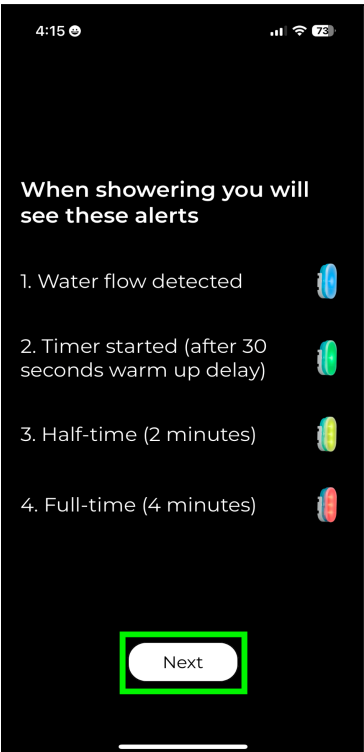 4:15
73
When showering you will
see these alerts
1. Water flow detected
2. Timer started (after 30
seconds warm up delay)
3. Half-time (2 minutes)
4. Full-time (4 minutes)
Next